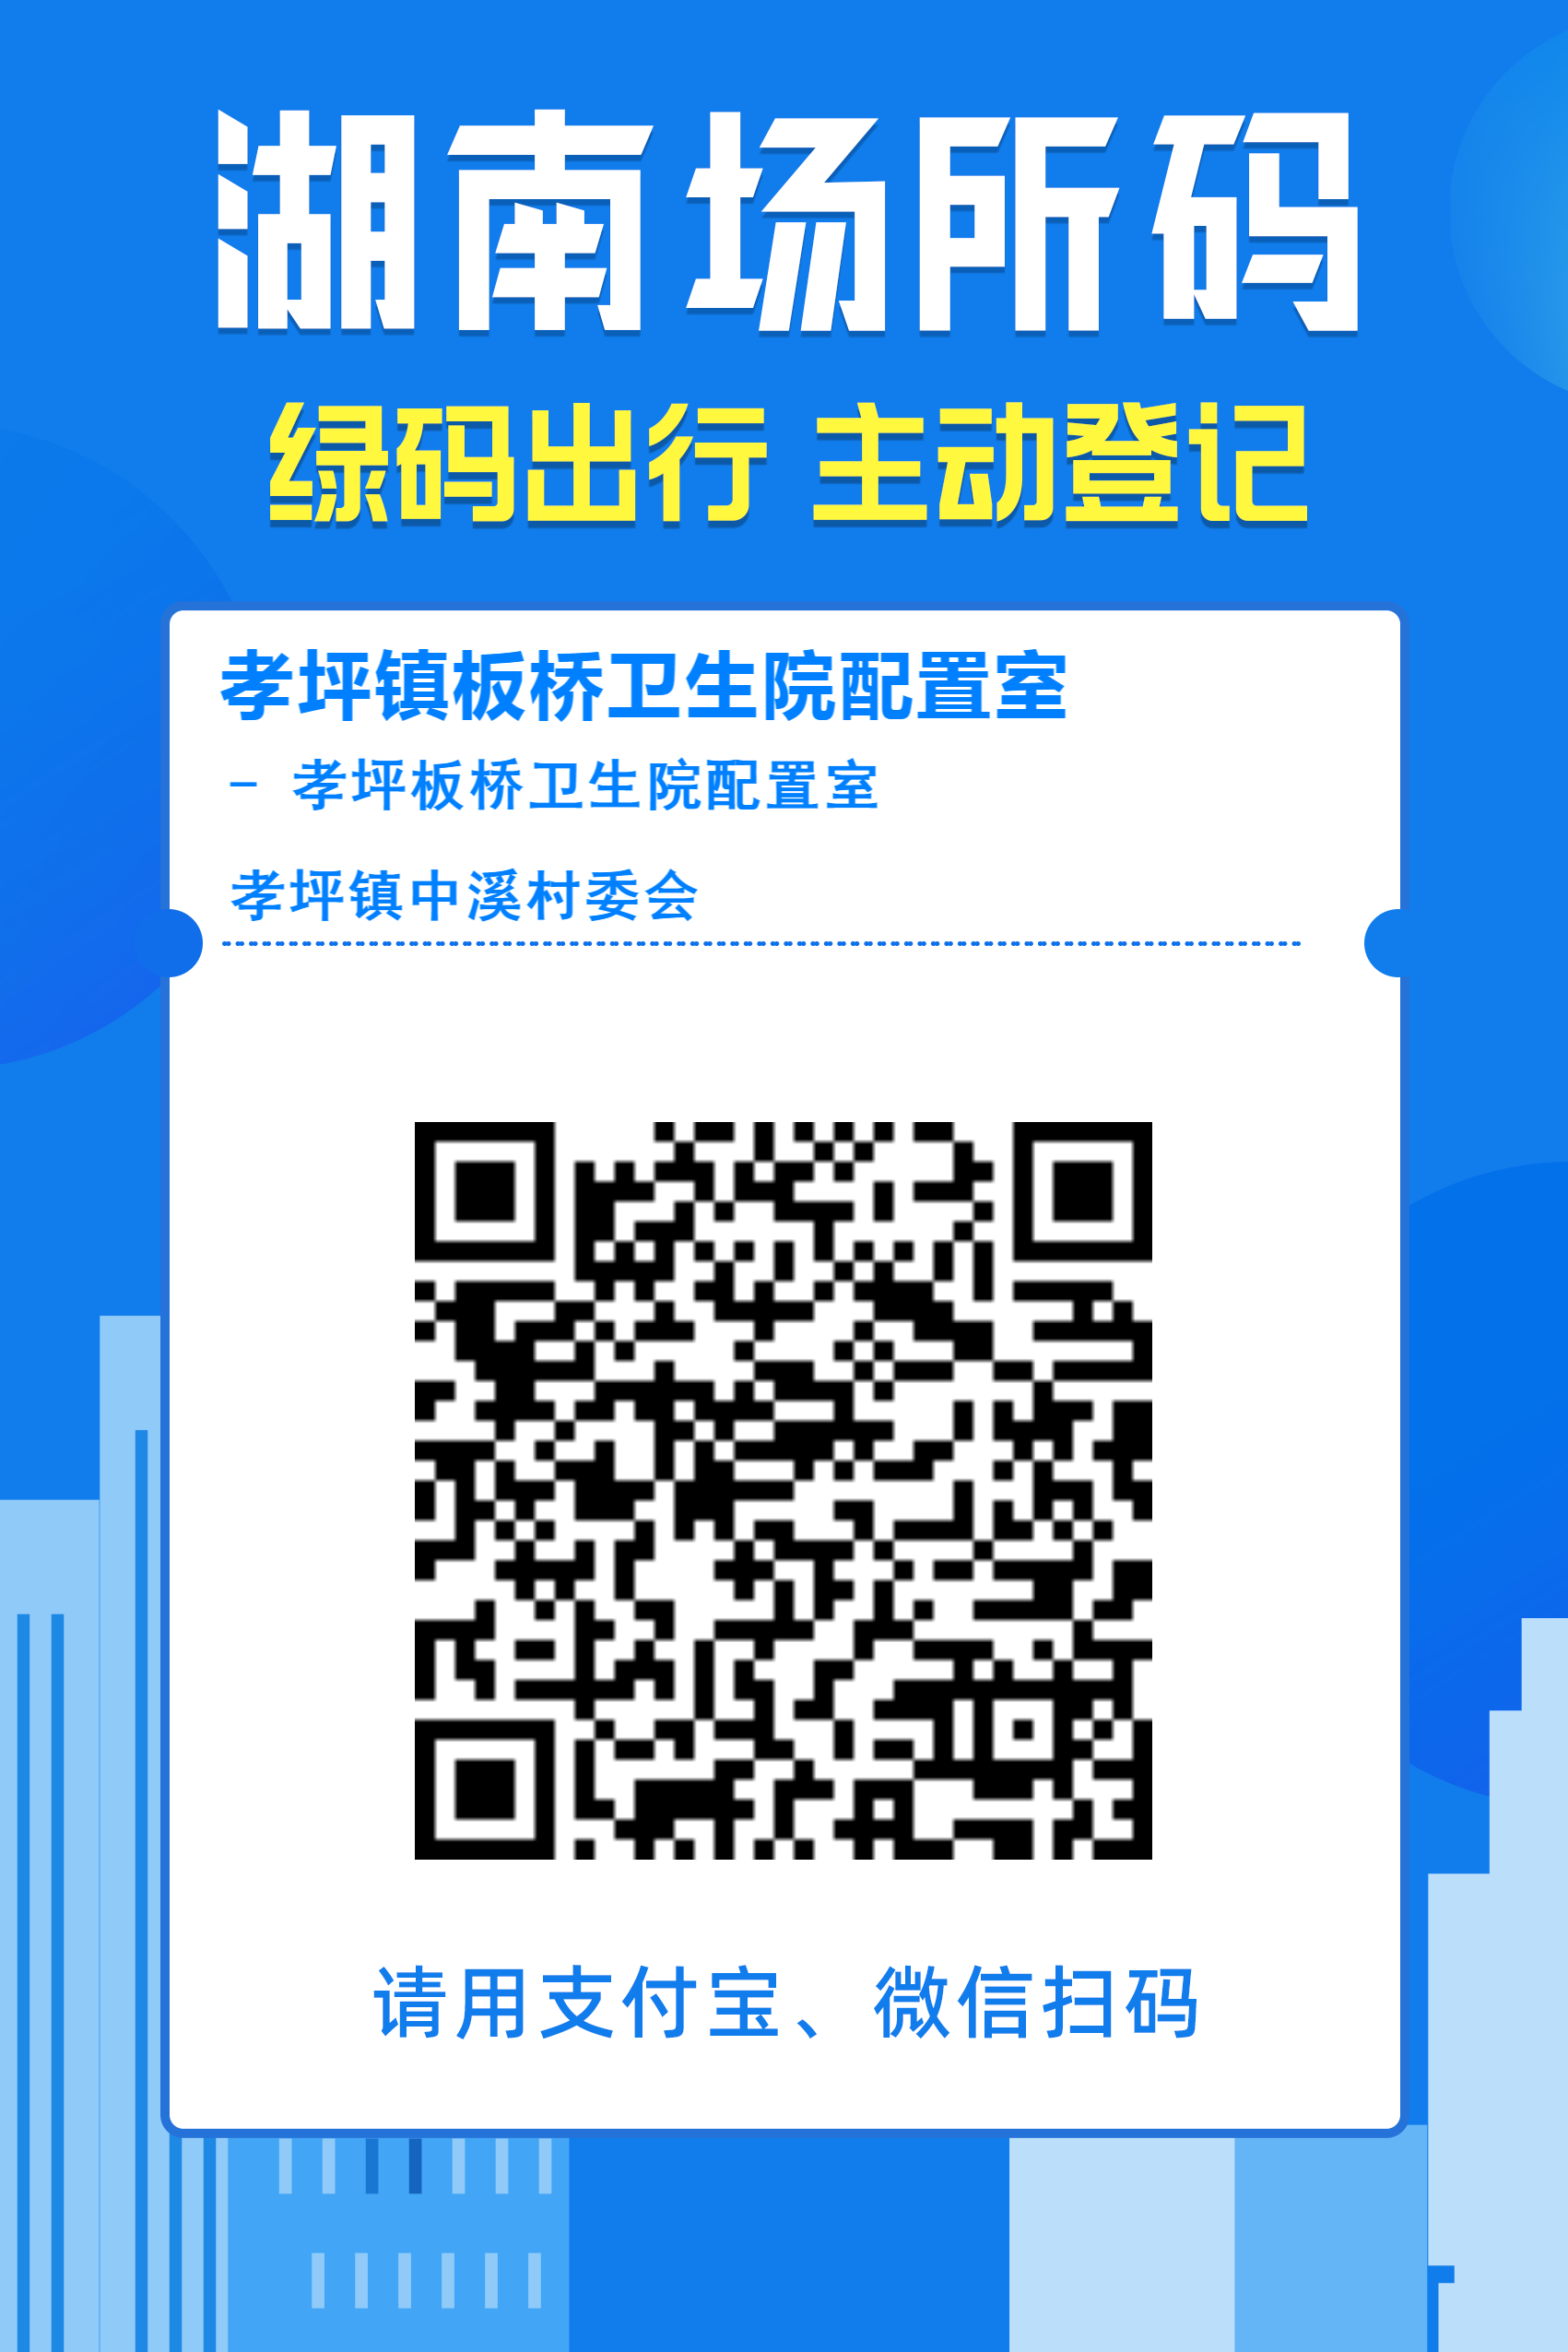 湖南场所码
绿码出行 主动登记
孝坪镇板桥卫生院配置室
- 孝坪板桥卫生院配置室
孝坪镇中溪村委会
请用支付宝、微信扫码